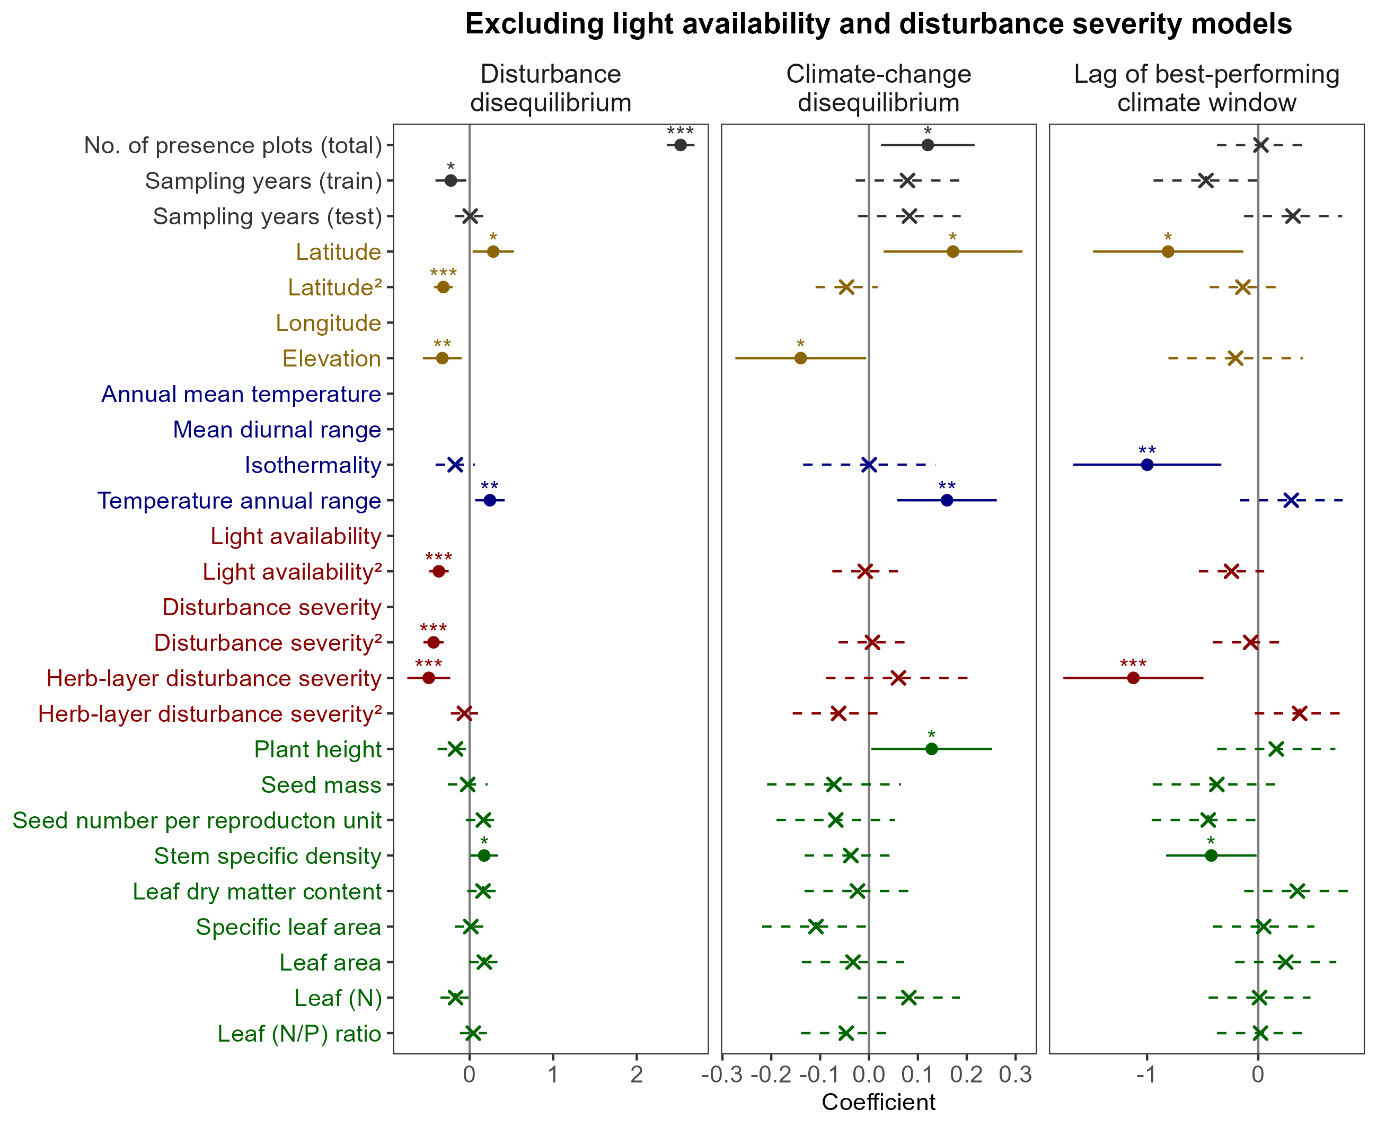 Excluding light availability and disturbance severity models
Disturbance
disequilibrium
Climate-change
disequilibrium
Lag of best-performing
climate window
No. of presence plots (total)
*** * 
Sampling years (train)
*
Sampling years (test)
Latitude
* * *
Latitude²
***
Longitude
Elevation
** *
Annual mean temperature
Mean diurnal range
Isothermality
**
Temperature annual range
** **
Light availability
Light availability²
***
Disturbance severity
Disturbance severity²
***
Herb-layer disturbance severity
*** ***
Herb-layer disturbance severity²
Plant height
*
Seed mass
Seed number per reproducton unit
Stem specific density
* *
Leaf dry matter content
Specific leaf area
Leaf area
Leaf (N)
Leaf (N/P) ratio
0 1 2
-0.3 -0.2 -0.1 0.0 0.1 0.2 0.3
-1 0
Coefficient